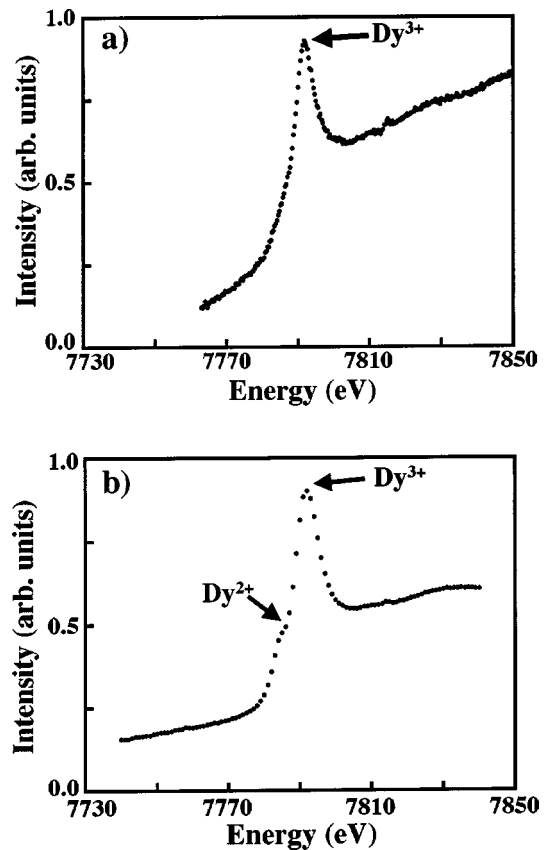 a)
Dy³⁺
1.0
0.5
0.0
Intensity (arb. units)
7730 7770 7810 7850
Energy (eV)
b)
Dy³⁺
Dy²⁺
1.0
0.5
0.0
Intensity (arb. units)
7730 7770 7810 7850
Energy (eV)